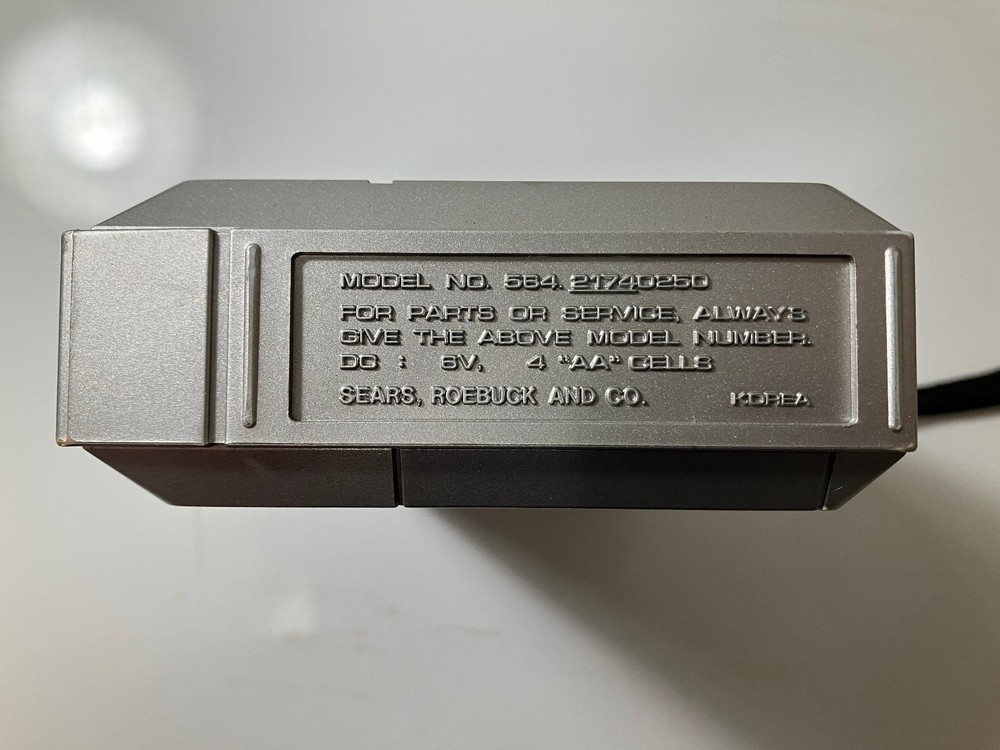 MODEL NO. 584. 21740250
FOR PARTS OR SERVICE, ALWAYS
GIVE THE ABOVE MODEL NUMBER.
DC : 6V, 4 "AA" CELLS
SEARS, ROEBUCK AND CO. KOREA